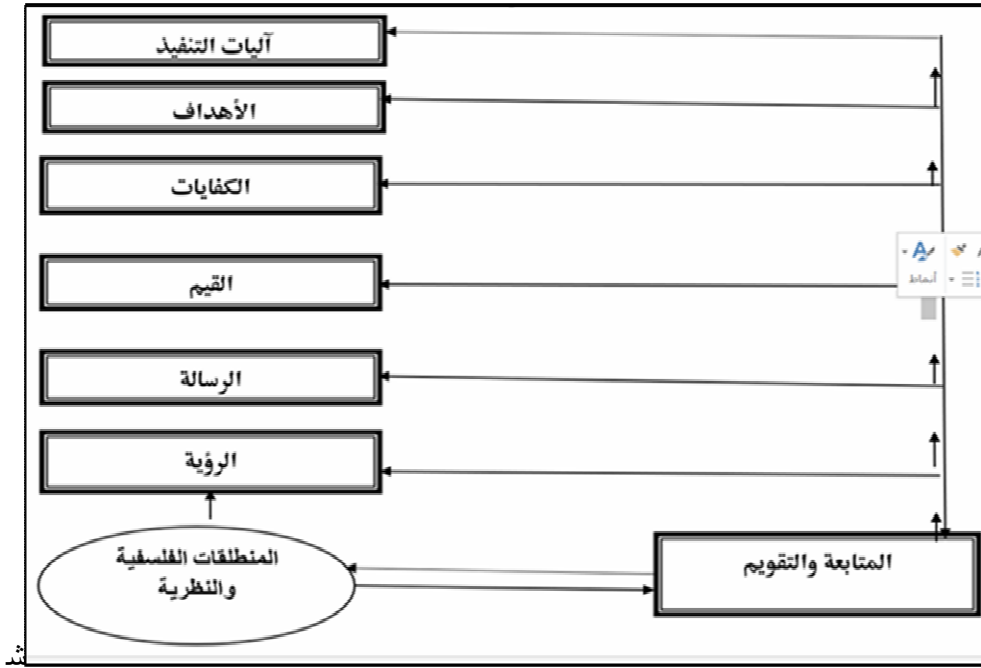 آليات التنفيذ
الأهداف
الكفايات
أنماط
القيم
الرسالة
الرؤية
المنطلقات الفلسفية
والنظرية
المتابعة والتقويم